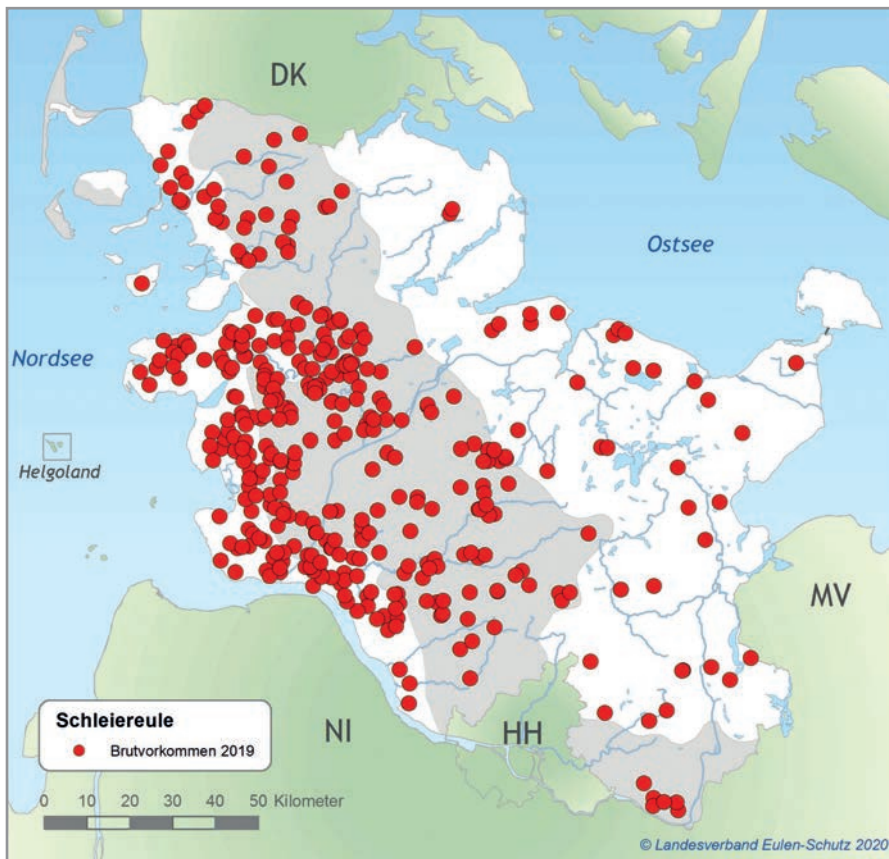 DK
Ostsee
Nordsee
Helgoland
MV
NI
HH
Schleiereule
Brutvorkommen 2019
0 10 20 30 40 50 Kilometer
© Landesverband Eulen-Schutz 2020